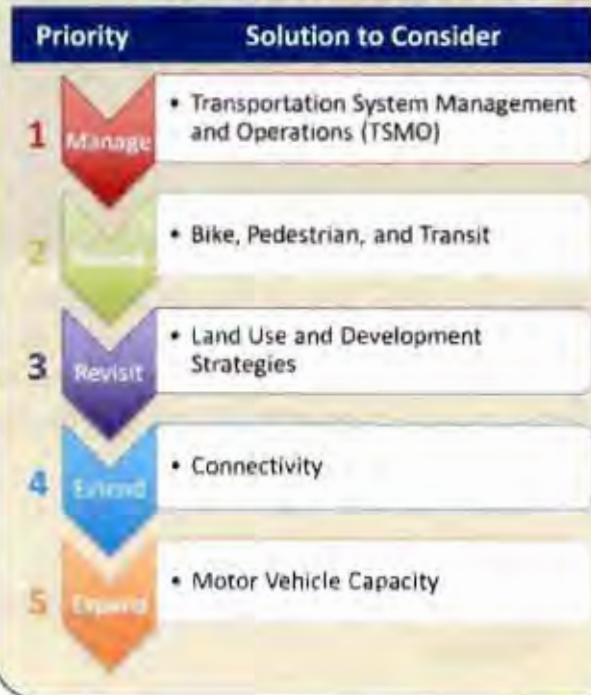 Priority Solution to Consider
1 Manage • Transportation System Management
and Operations (TSMO)
2 • Bike, Pedestrian, and Transit
3 Revisit • Land Use and Development
Strategies
4 Extend • Connectivity
5 Expand • Motor Vehicle Capacity